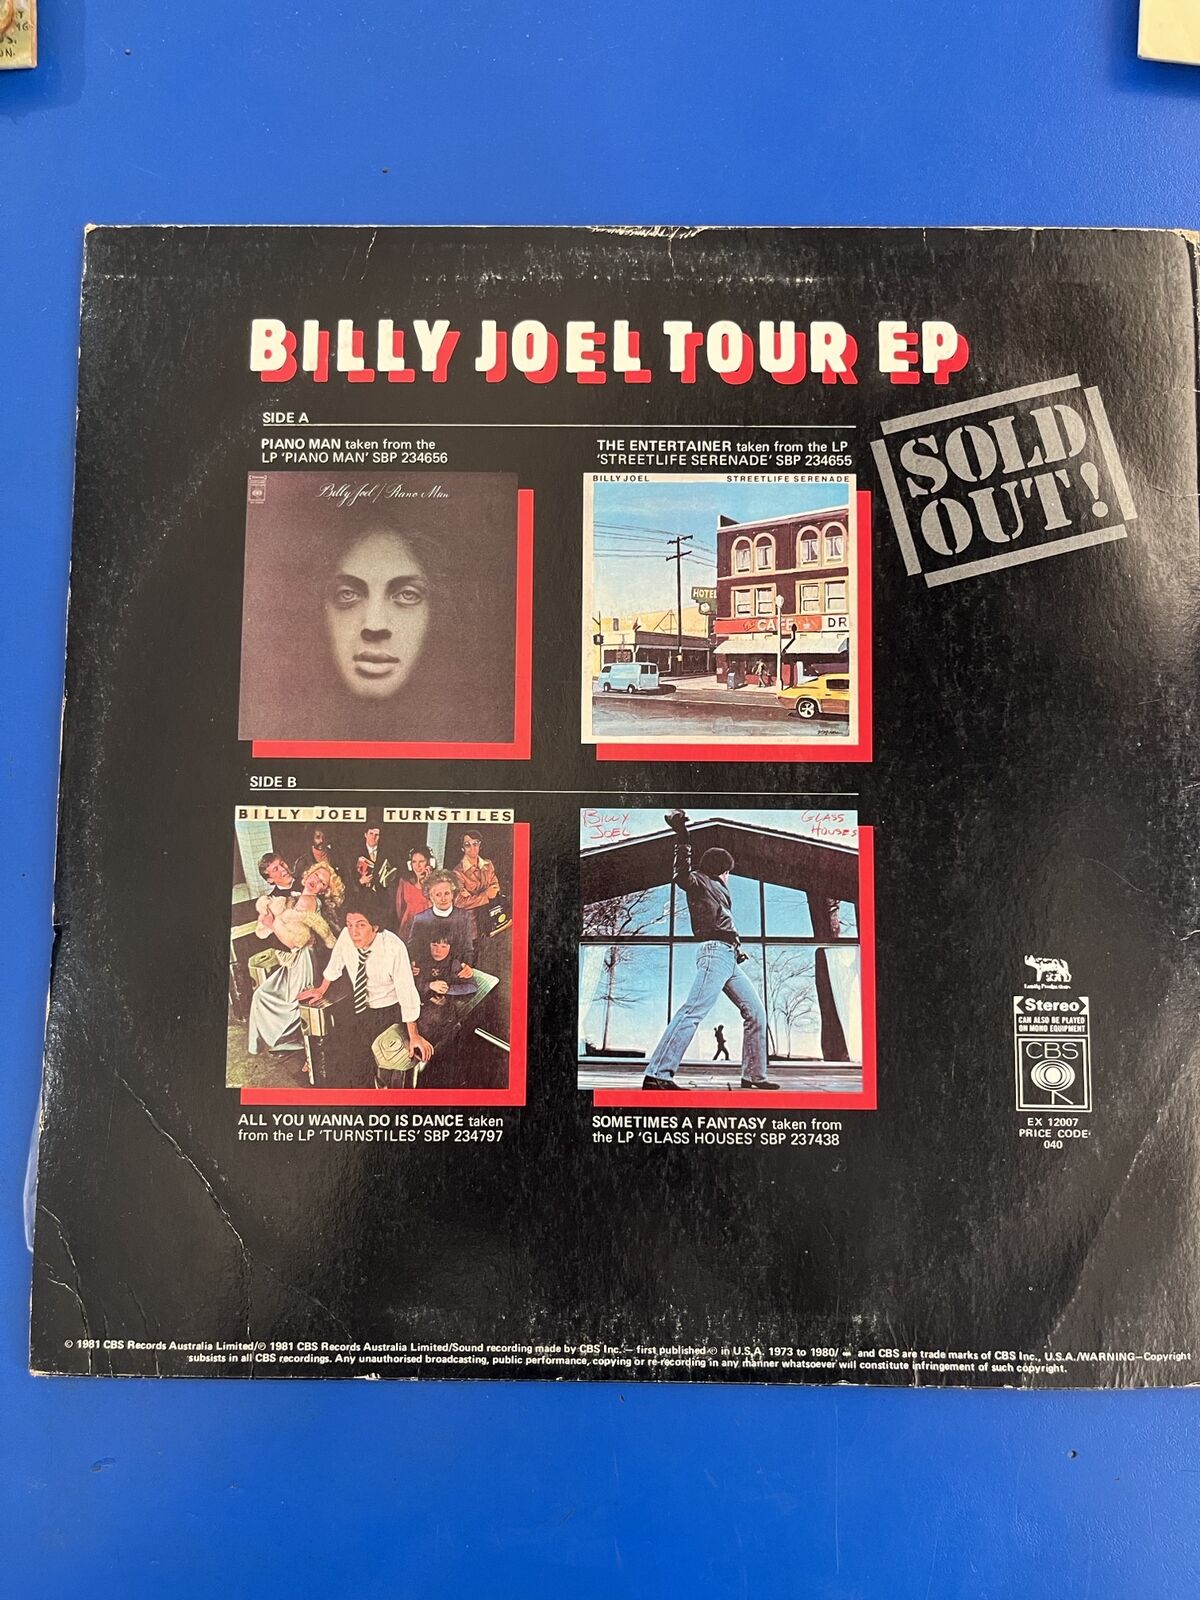 BILLY JOEL TOUR EP
SOLD
OUT!
SIDE A
PIANO MAN taken from the
LP 'PIANO MAN' SBP 234656
THE ENTERTAINER taken from the LP
'STREETLIFE SERENADE' SBP 234655
Billy Joel / Piano Man
BILLY JOEL STREETLIFE SERENADE
HOTEL
CAFE
DR
SIDE B
BILLY JOEL TURNSTILES
BILLY
JOEL
GLASS
HOUSES
ALL YOU WANNA DO IS DANCE taken
from the LP 'TURNSTILES' SBP 234797
SOMETIMES A FANTASY taken from
the LP 'GLASS HOUSES' SBP 237438
Family Productions
Stereo
CAN ALSO BE PLAYED
ON MONO EQUIPMENT
CBS
EX 12007
PRICE CODE:
040
© 1981 CBS Records Australia Limited/℗ 1981 CBS Records Australia Limited/Sound recording made by CBS Inc.— first published ℗ in U.S.A. 1973 to 1980/ and CBS are trade marks of CBS Inc., U.S.A./WARNING—Copyright
subsists in all CBS recordings. Any unauthorised broadcasting, public performance, copying or re-recording in any manner whatsoever will constitute infringement of such copyright.